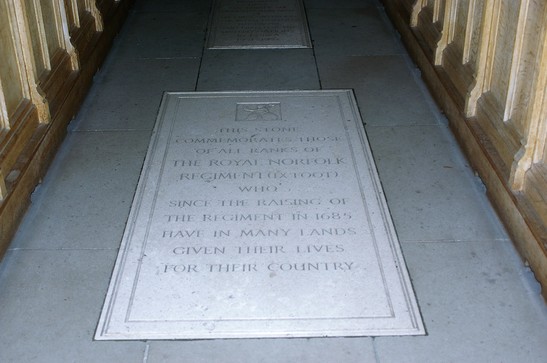 THIS STONE
COMMEMORATES THOSE
OF ALL RANKS OF
THE ROYAL NORFOLK
REGIMENT (IX FOOT)
WHO
SINCE THE RAISING OF
THE REGIMENT IN 1685
HAVE IN MANY LANDS
GIVEN THEIR LIVES
FOR THEIR COUNTRY